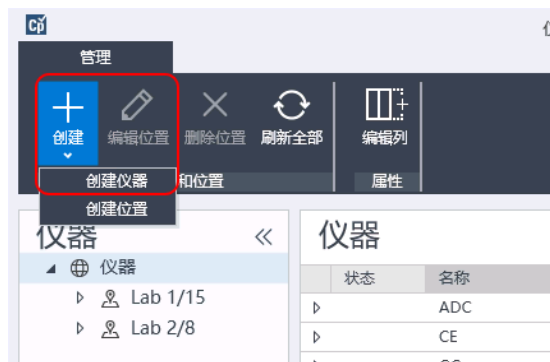 Cp
管理
创建
编辑位置
删除位置
刷新全部
编辑列
创建仪器
和位置
属性
创建位置
仪器
仪器
仪器
状态
名称
Lab 1/15
ADC
Lab 2/8
CE